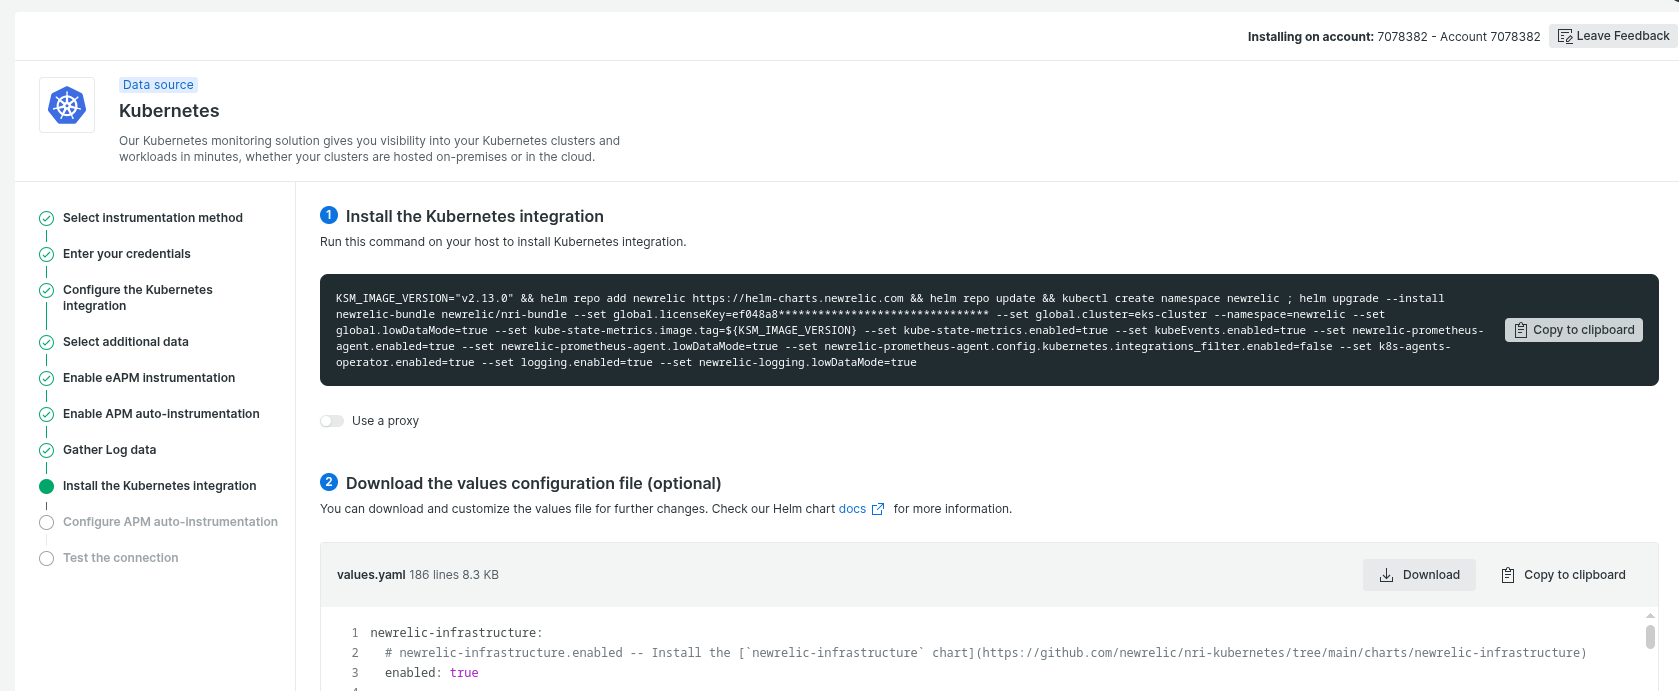 Installing on account: 7078382 - Account 7078382
Leave Feedback
Data source
Kubernetes
Our Kubernetes monitoring solution gives you visibility into your Kubernetes clusters and
workloads in minutes, whether your clusters are hosted on-premises or in the cloud.
Select instrumentation method
Enter your credentials
Configure the Kubernetes
integration
Select additional data
Enable eAPM instrumentation
Enable APM auto-instrumentation
Gather Log data
Install the Kubernetes integration
Configure APM auto-instrumentation
Test the connection
1 Install the Kubernetes integration
Run this command on your host to install Kubernetes integration.
KSM_IMAGE_VERSION="v2.13.0" && helm repo add newrelic https://helm-charts.newrelic.com && helm repo update && kubectl create namespace newrelic ; helm upgrade --install
newrelic-bundle newrelic/nri-bundle --set global.licenseKey=ef048a8******************************** --set global.cluster=eks-cluster --namespace=newrelic --set
global.lowDataMode=true --set kube-state-metrics.image.tag=${KSM_IMAGE_VERSION} --set kube-state-metrics.enabled=true --set kubeEvents.enabled=true --set newrelic-prometheus-
agent.enabled=true --set newrelic-prometheus-agent.lowDataMode=true --set newrelic-prometheus-agent.config.kubernetes.integrations_filter.enabled=false --set k8s-agents-
operator.enabled=true --set logging.enabled=true --set newrelic-logging.lowDataMode=true
Copy to clipboard
Use a proxy
2 Download the values configuration file (optional)
You can download and customize the values file for further changes. Check our Helm chart docs for more information.
values.yaml 186 lines 8.3 KB
Download
Copy to clipboard
1 newrelic-infrastructure:
2 # newrelic-infrastructure.enabled -- Install the [`newrelic-infrastructure` chart](https://github.com/newrelic/nri-kubernetes/tree/main/charts/newrelic-infrastructure)
3 enabled: true